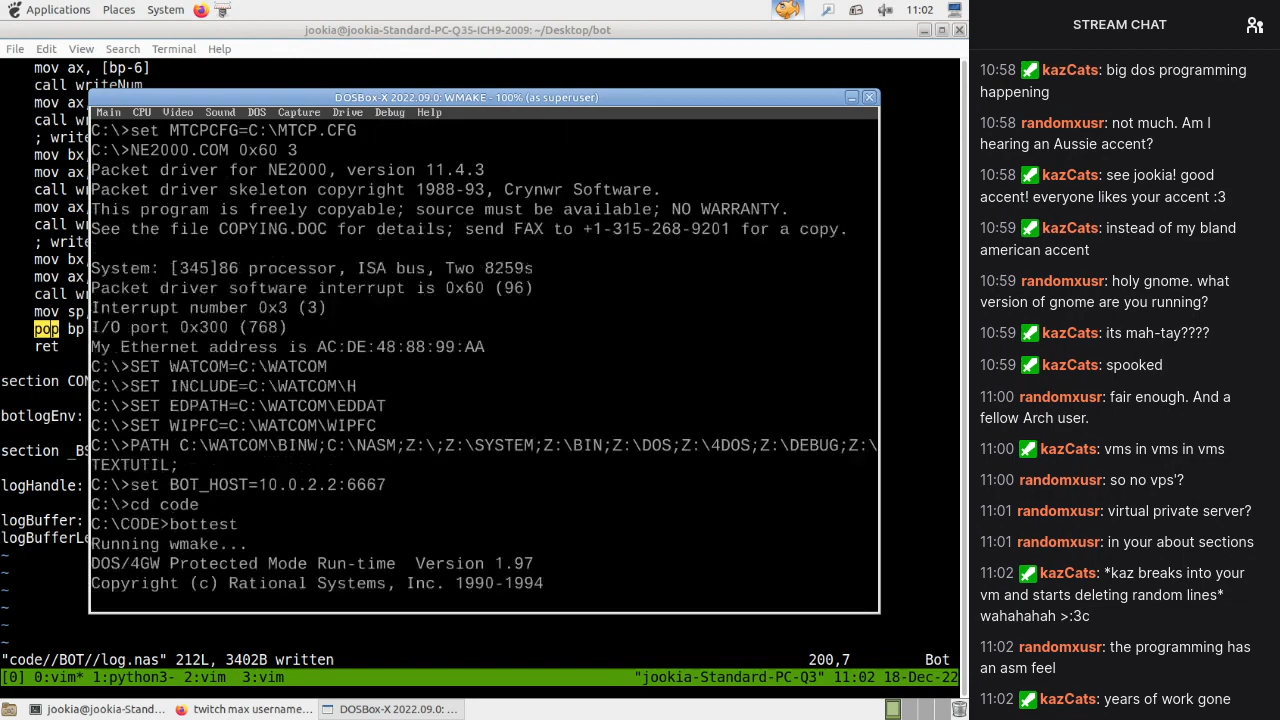 Applications Places System 11:02
jookia@jookia-Standard-PC-Q35-ICH9-2009: ~/Desktop/bot
File Edit View Search Terminal Help
mov ax, [bp-6]
call writeNum
mov ax
call wr
; write
mov bx,
mov ax,
call wr
mov ax,
call wr
; write
mov bx,
mov ax,
call wr
mov sp,
pop bp
ret
section CO
botlogEnv:
section _BS
logHandle:
logBuffer:
logBufferLe
~
~
~
~
~
~
"code//BOT//log.nas" 212L, 3402B written 200,7 Bot
[0] 0:vim* 1:python3- 2:vim 3:vim "jookia-Standard-PC-Q3" 11:02 18-Dec-22
DOSBox-X 2022.09.0: WMAKE - 100% (as superuser)
Main CPU Video Sound DOS Capture Drive Debug Help
C:\>set MTCPCFG=C:\MTCP.CFG
C:\>NE2000.COM 0x60 3
Packet driver for NE2000, version 11.4.3
Packet driver skeleton copyright 1988-93, Crynwr Software.
This program is freely copyable; source must be available; NO WARRANTY.
See the file COPYING.DOC for details; send FAX to +1-315-268-9201 for a copy.
System: [345]86 processor, ISA bus, Two 8259s
Packet driver software interrupt is 0x60 (96)
Interrupt number 0x3 (3)
I/O port 0x300 (768)
My Ethernet address is AC:DE:48:88:99:AA
C:\>SET WATCOM=C:\WATCOM
C:\>SET INCLUDE=C:\WATCOM\H
C:\>SET EDPATH=C:\WATCOM\EDDAT
C:\>SET WIPFC=C:\WATCOM\WIPFC
C:\>PATH C:\WATCOM\BINW;C:\NASM;Z:\;Z:\SYSTEM;Z:\BIN;Z:\DOS;Z:\4DOS;Z:\DEBUG;Z:\
TEXTUTIL;
C:\>set BOT_HOST=10.0.2.2:6667
C:\>cd code
C:\CODE>bottest
Running wmake...
DOS/4GW Protected Mode Run-time Version 1.97
Copyright (c) Rational Systems, Inc. 1990-1994
jookia@jookia-Stand... twitch max username... DOSBox-X 2022.09.0: ...
STREAM CHAT
10:58 kazCats: big dos programming
happening
10:58 randomxusr: not much. Am I
hearing an Aussie accent?
10:58 kazCats: see jookia! good
accent! everyone likes your accent :3
10:59 kazCats: instead of my bland
american accent
10:59 randomxusr: holy gnome. what
version of gnome are you running?
10:59 kazCats: its mah-tay????
10:59 kazCats: spooked
11:00 randomxusr: fair enough. And a
fellow Arch user.
11:00 kazCats: vms in vms in vms
11:00 randomxusr: so no vps'?
11:01 randomxusr: virtual private server?
11:01 randomxusr: in your about sections
11:02 kazCats: *kaz breaks into your
vm and starts deleting random lines*
wahahahah >:3c
11:02 randomxusr: the programming has
an asm feel
11:02 kazCats: years of work gone